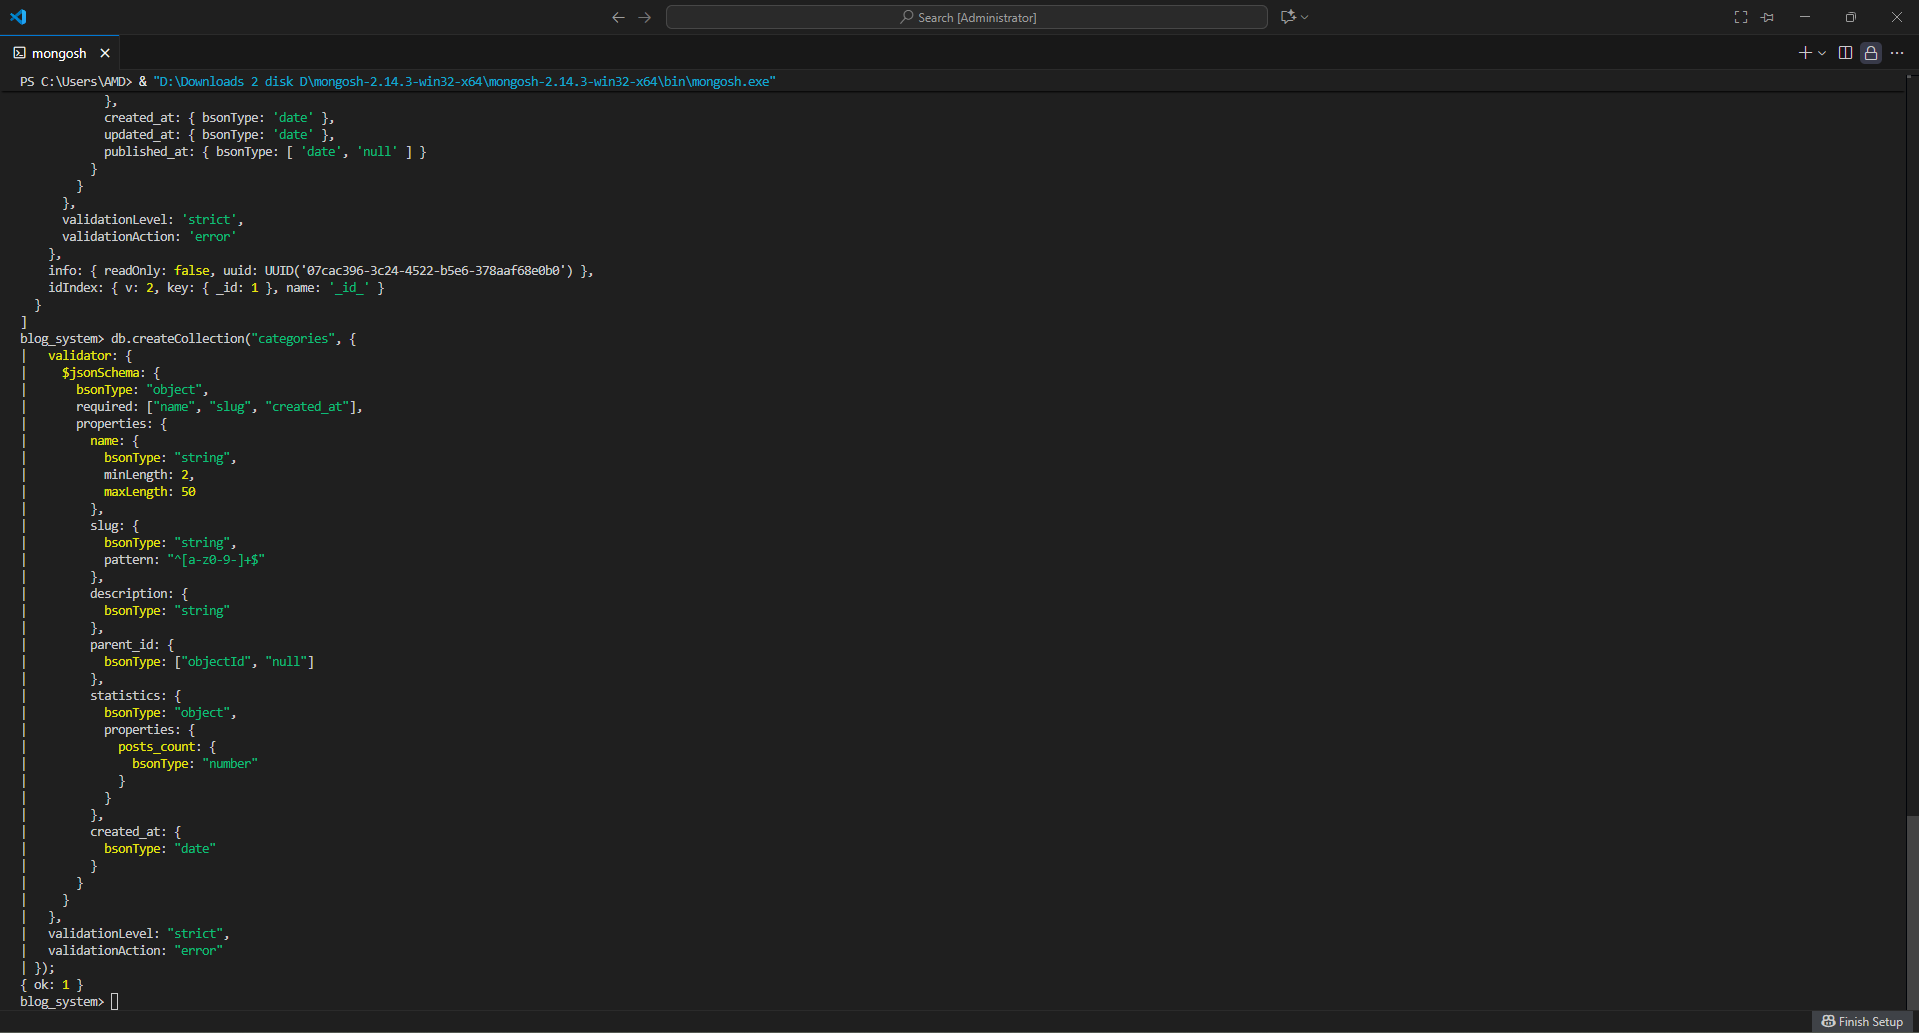 Search [Administrator]
mongosh
PS C:\Users\AMD> & "D:\Downloads 2 disk D\mongosh-2.14.3-win32-x64\mongosh-2.14.3-win32-x64\bin\mongosh.exe"
            },
            created_at: { bsonType: 'date' },
            updated_at: { bsonType: 'date' },
            published_at: { bsonType: [ 'date', 'null' ] }
          }
        }
      },
      validationLevel: 'strict',
      validationAction: 'error'
    },
    info: { readOnly: false, uuid: UUID('07cac396-3c24-4522-b5e6-378aaf68e0b0') },
    idIndex: { v: 2, key: { _id: 1 }, name: '_id_' }
  }
]
blog_system> db.createCollection("categories", {
|   validator: {
|     $jsonSchema: {
|       bsonType: "object",
|       required: ["name", "slug", "created_at"],
|       properties: {
|         name: {
|           bsonType: "string",
|           minLength: 2,
|           maxLength: 50
|         },
|         slug: {
|           bsonType: "string",
|           pattern: "^[a-z0-9-]+$"
|         },
|         description: {
|           bsonType: "string"
|         },
|         parent_id: {
|           bsonType: ["objectId", "null"]
|         },
|         statistics: {
|           bsonType: "object",
|           properties: {
|             posts_count: {
|               bsonType: "number"
|             }
|           }
|         },
|         created_at: {
|           bsonType: "date"
|         }
|       }
|     }
|   },
|   validationLevel: "strict",
|   validationAction: "error"
| });
{ ok: 1 }
blog_system>
Finish Setup